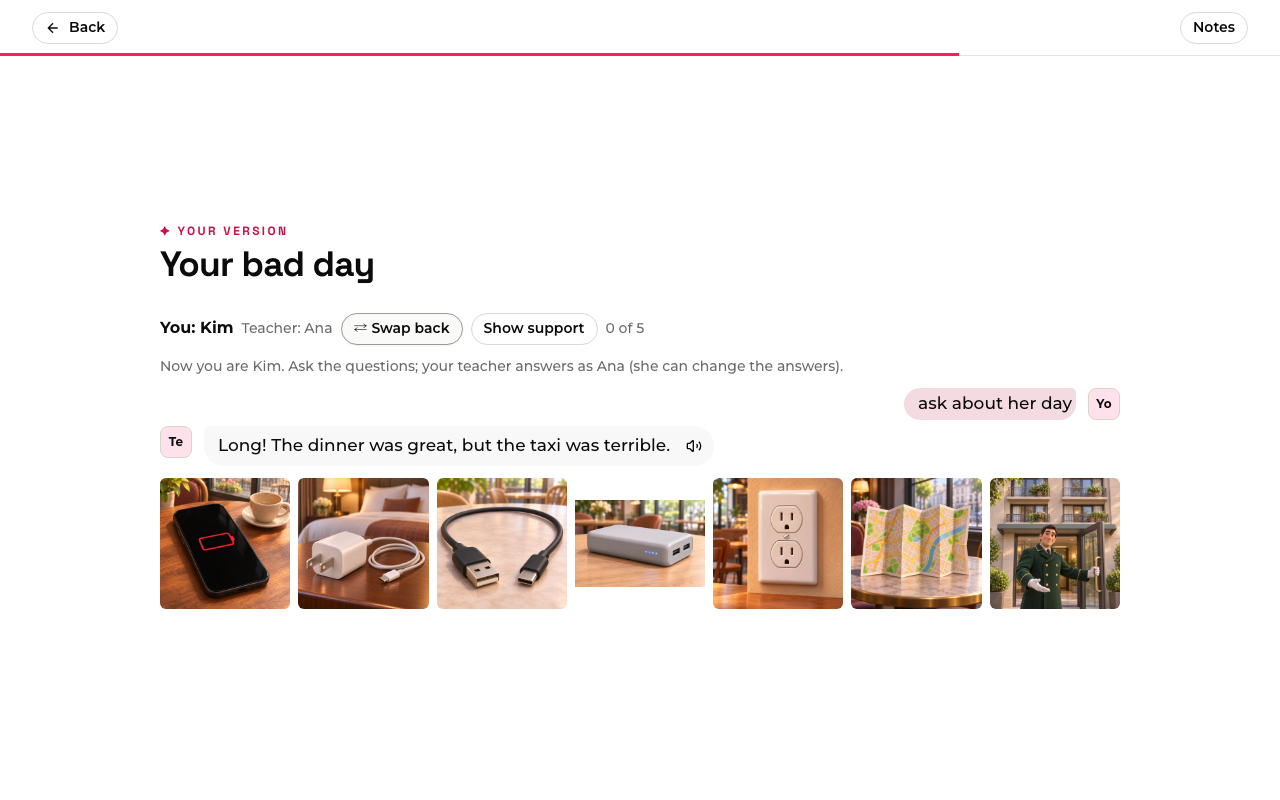 Back
Notes
YOUR VERSION
Your bad day
You: Kim Teacher: Ana Swap back Show support 0 of 5
Now you are Kim. Ask the questions; your teacher answers as Ana (she can change the answers).
ask about her day Yo
Te Long! The dinner was great, but the taxi was terrible.